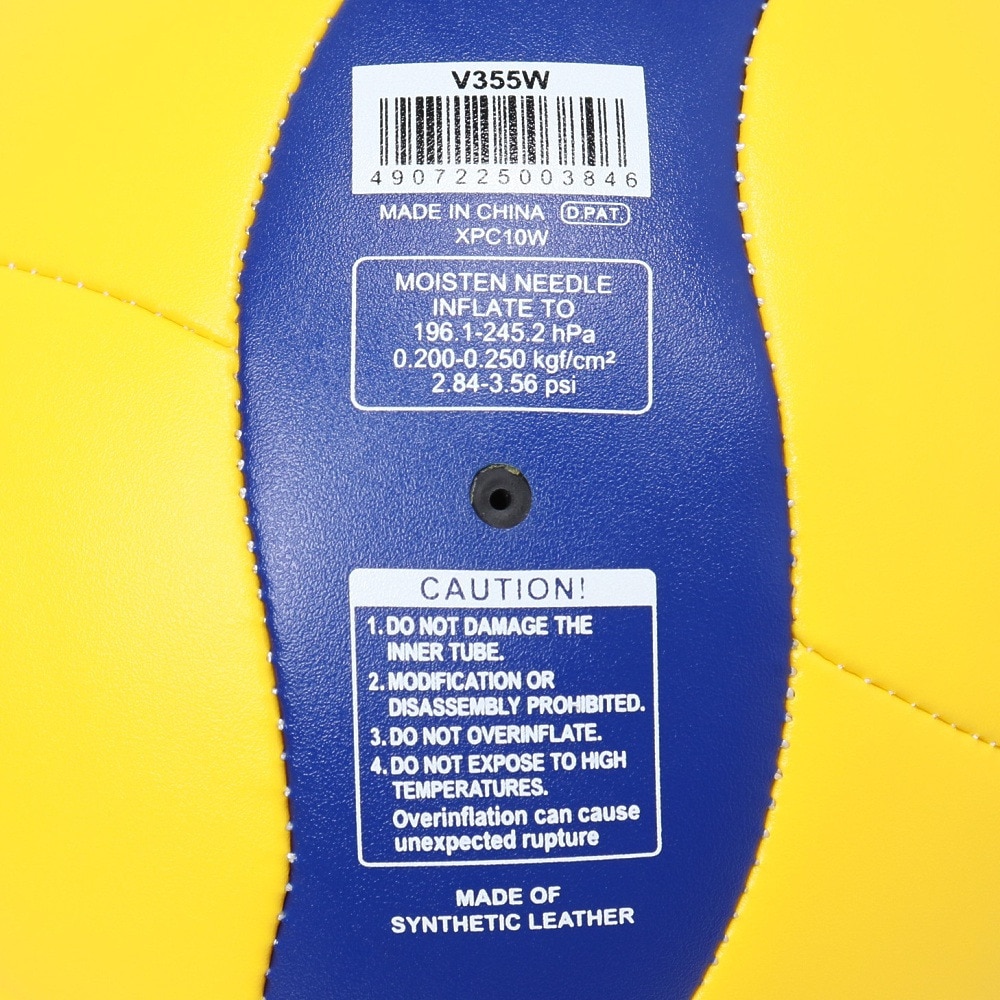 V355W
4907225003846
MADE IN CHINA D.PAT.
XPC10W
MOISTEN NEEDLE
INFLATE TO
196.1-245.2 hPa
0.200-0.250 kgf/cm²
2.84-3.56 psi
CAUTION!
1. DO NOT DAMAGE THE
INNER TUBE.
2. MODIFICATION OR
DISASSEMBLY PROHIBITED.
3. DO NOT OVERINFLATE.
4. DO NOT EXPOSE TO HIGH
TEMPERATURES.
Overinflation can cause
unexpected rupture
MADE OF
SYNTHETIC LEATHER